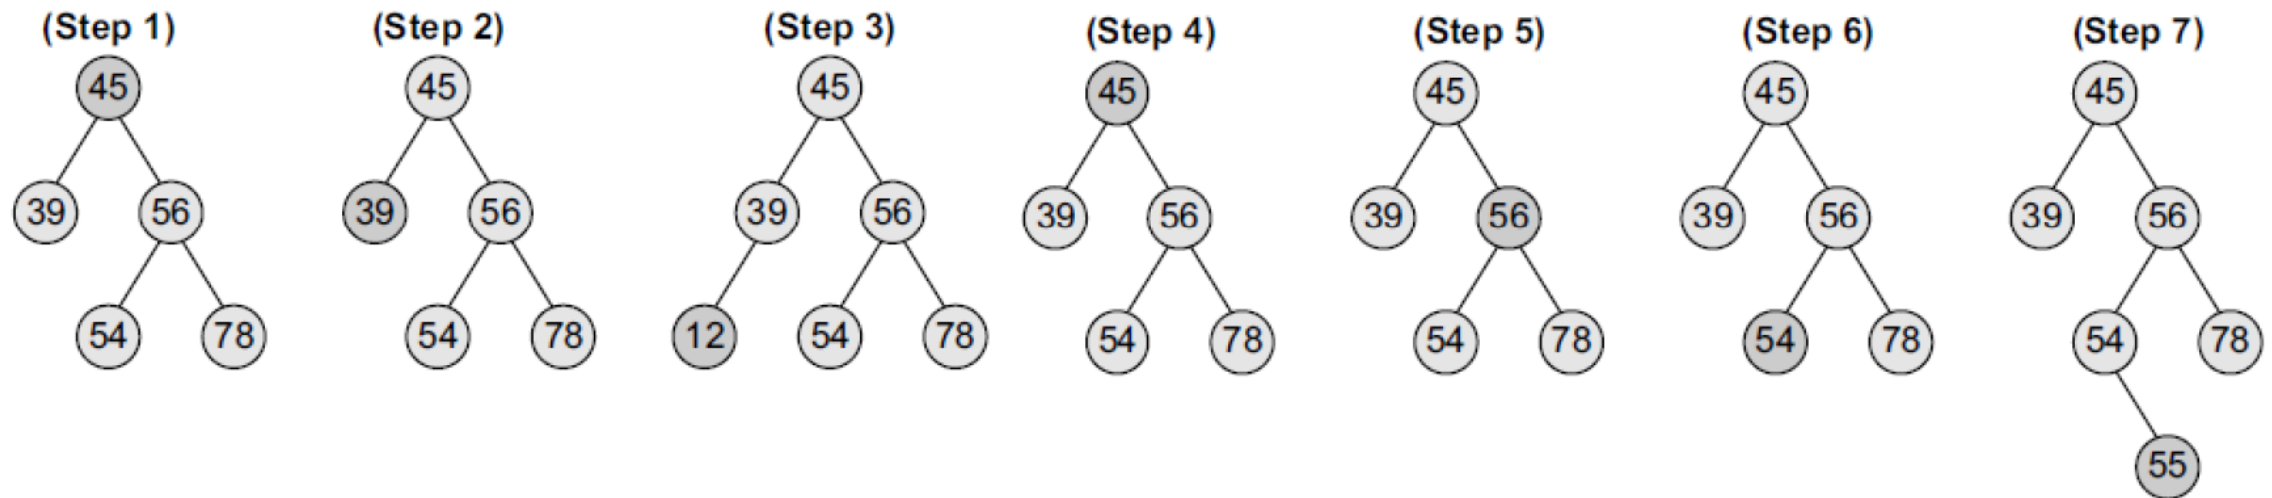 (Step 1) (Step 2) (Step 3) (Step 4) (Step 5) (Step 6) (Step 7)
45 45 45 45 45 45 45
39 56 39 56 39 56 39 56 39 56 39 56 39 56
54 78 54 78 12 54 78 54 78 54 78 54 78 54 78
55